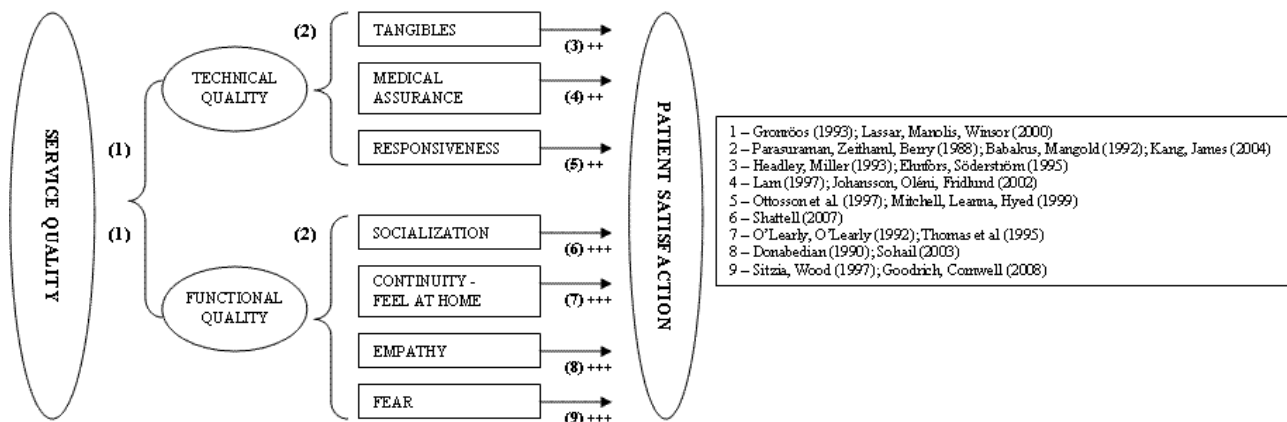 SERVICE QUALITY
(1)
(1)
TECHNICAL
QUALITY
FUNCTIONAL
QUALITY
(2)
(2)
TANGIBLES
(3) ++
MEDICAL
ASSURANCE
(4) ++
RESPONSIVENESS
(5) ++
SOCIALIZATION
(6) +++
CONTINUITY -
FEEL AT HOME
(7) +++
EMPATHY
(8) +++
FEAR
(9) +++
PATIENT SATISFACTION
1 – Gronröos (1993); Lassar, Manolis, Winsor (2000)
2 – Parasuraman, Zeithaml, Berry (1988); Babakus, Mangold (1992); Kang, James (2004)
3 – Headley, Miller (1993); Ehnfors, Söderström (1995)
4 – Lam (1997); Johansson, Oléni, Fridlund (2002)
5 – Ottosson et al. (1997); Mitchell, Leanna, Hyed (1999)
6 – Shattell (2007)
7 – O'Learly, O'Learly (1992); Thomas et al (1995)
8 – Donabedian (1990); Sohail (2003)
9 – Sitzia, Wood (1997); Goodrich, Cornwell (2008)